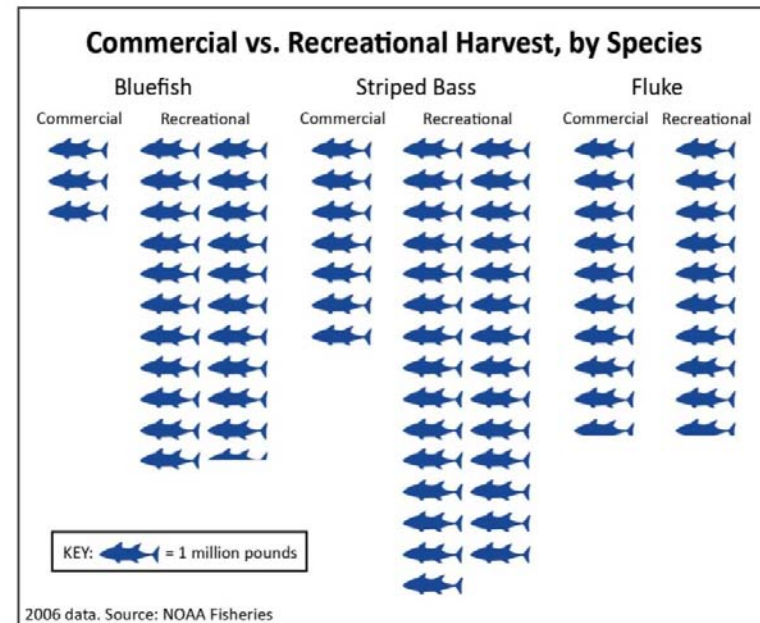 Commercial vs. Recreational Harvest, by Species
Bluefish
Striped Bass
Fluke
Commercial
Recreational
Commercial
Recreational
Commercial
Recreational
KEY: = 1 million pounds
2006 data. Source: NOAA Fisheries